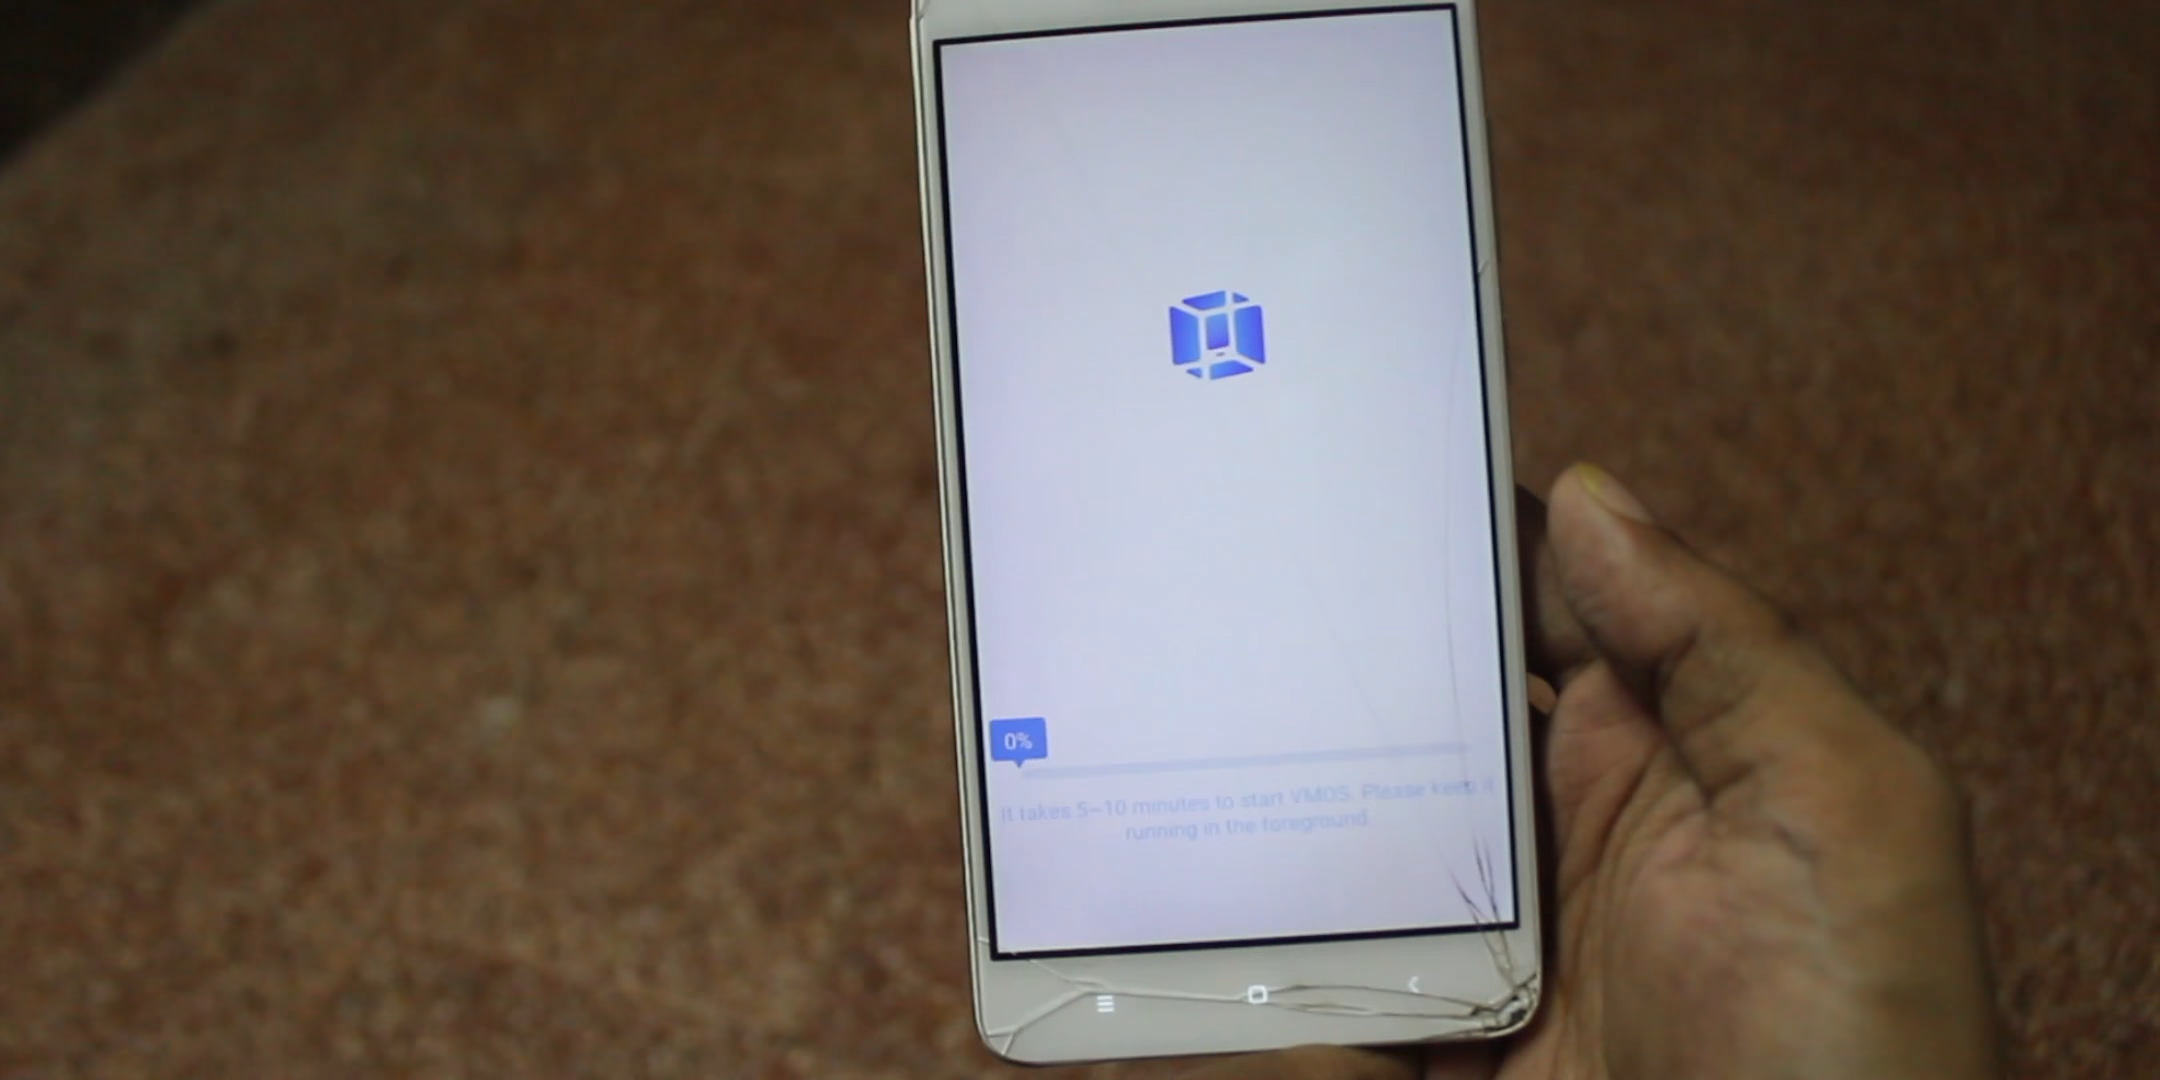 0%
It takes 5–10 minutes to start VMOS. Please keep it
running in the foreground.